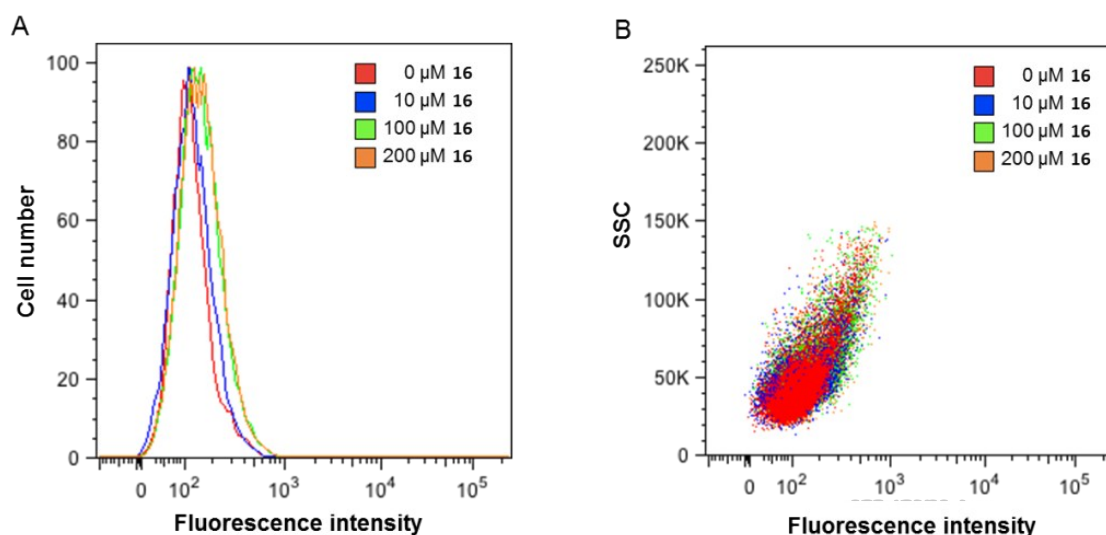 A
100
80
60
40
20
0
Cell number
0 µM 16
10 µM 16
100 µM 16
200 µM 16
0 10² 10³ 10⁴ 10⁵
Fluorescence intensity
B
250K
200K
150K
100K
50K
0
SSC
0 µM 16
10 µM 16
100 µM 16
200 µM 16
0 10² 10³ 10⁴ 10⁵
Fluorescence intensity